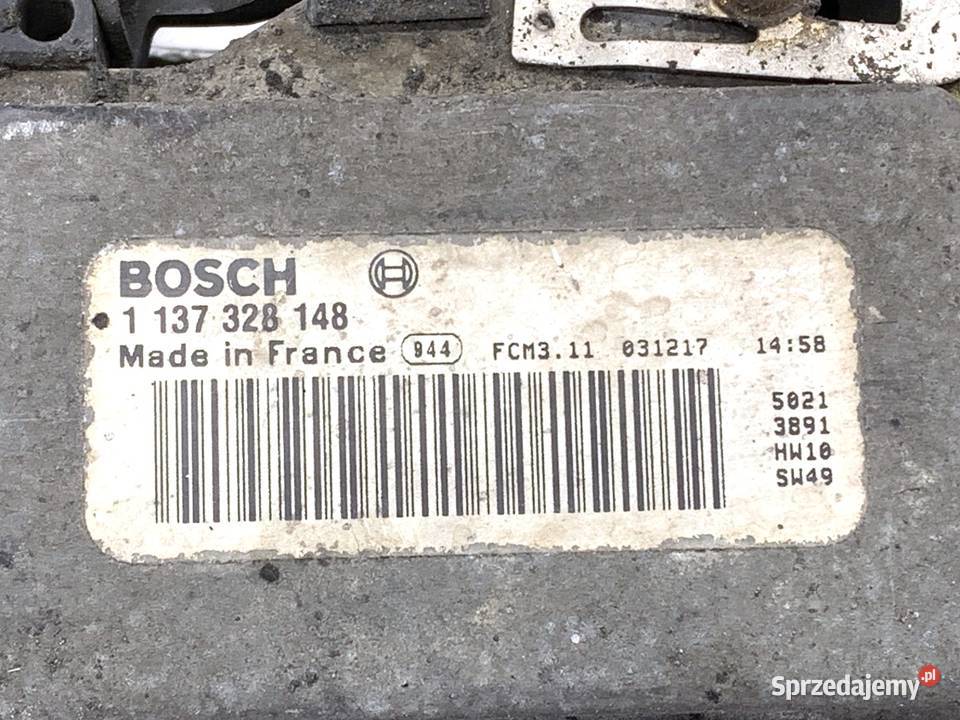 BOSCH
1 137 328 148
Made in France 944 FCM3.11 031217 14:58
5021
3891
HW10
SW49
Sprzedajemy.pl